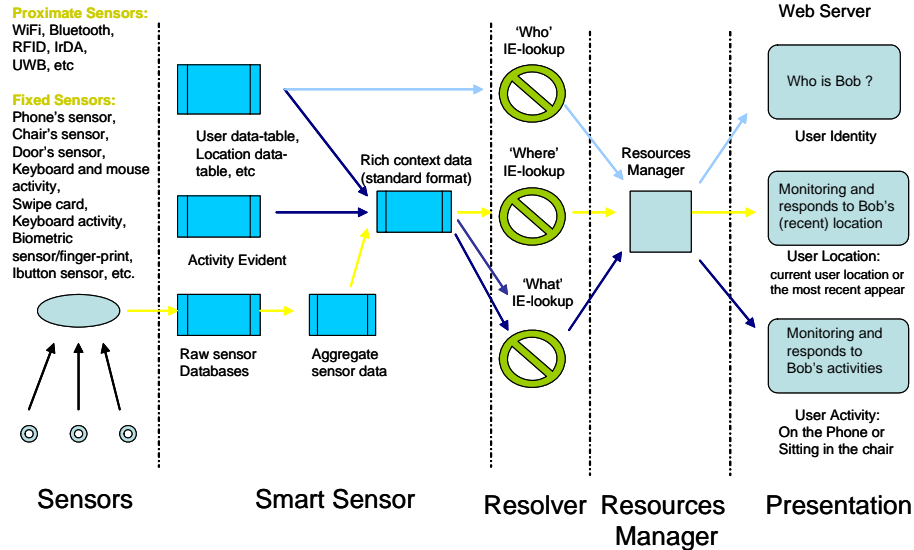 Proximate Sensors:
WiFi, Bluetooth,
RFID, IrDA,
UWB, etc
Fixed Sensors:
Phone's sensor,
Chair's sensor,
Door's sensor,
Keyboard and mouse
activity,
Swipe card,
Keyboard activity,
Biometric
sensor/finger-print,
Ibutton sensor, etc.
User data-table,
Location data-
table, etc
Activity Evident
Raw sensor
Databases
Aggregate
sensor data
Rich context data
(standard format)
'Who'
IE-lookup
'Where'
IE-lookup
'What'
IE-lookup
Resources
Manager
Web Server
Who is Bob ?
User Identity
Monitoring and
responds to Bob's
(recent) location
User Location:
current user location or
the most recent appear
Monitoring and
responds to
Bob's activities
User Activity:
On the Phone or
Sitting in the chair
Sensors
Smart Sensor
Resolver
Resources
Manager
Presentation